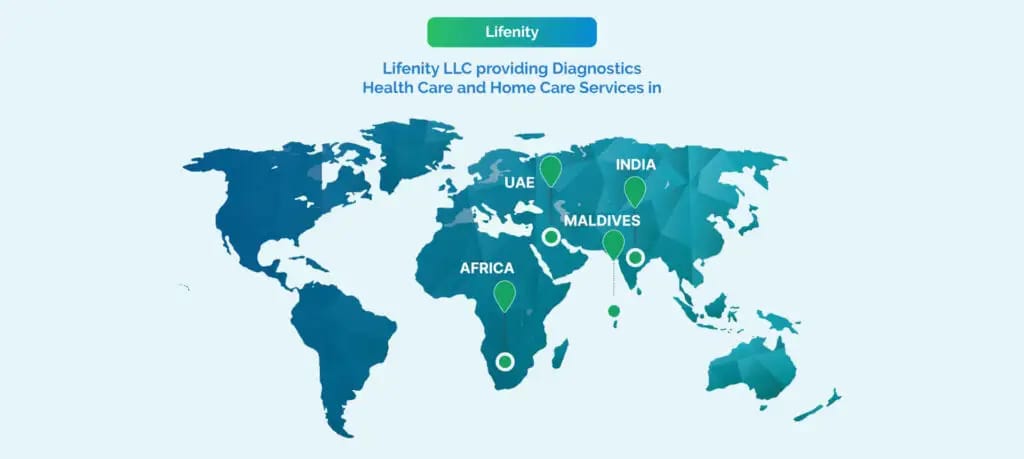 Lifenity
Lifenity LLC providing Diagnostics
Health Care and Home Care Services in
INDIA
UAE
MALDIVES
AFRICA